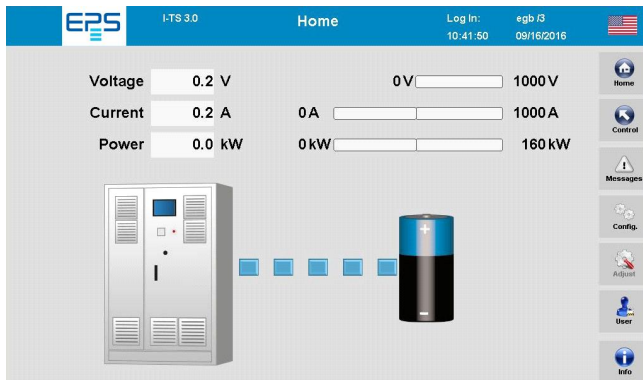 EPS
I-TS 3.0
Home
Log In:
egb /3
10:41:50
09/16/2016
Voltage 0.2 V
0 V 1000 V
Current 0.2 A
0 A 1000 A
Power 0.0 kW
0 kW 160 kW
+
-
Home
Control
Messages
Config.
Adjust
User
Info